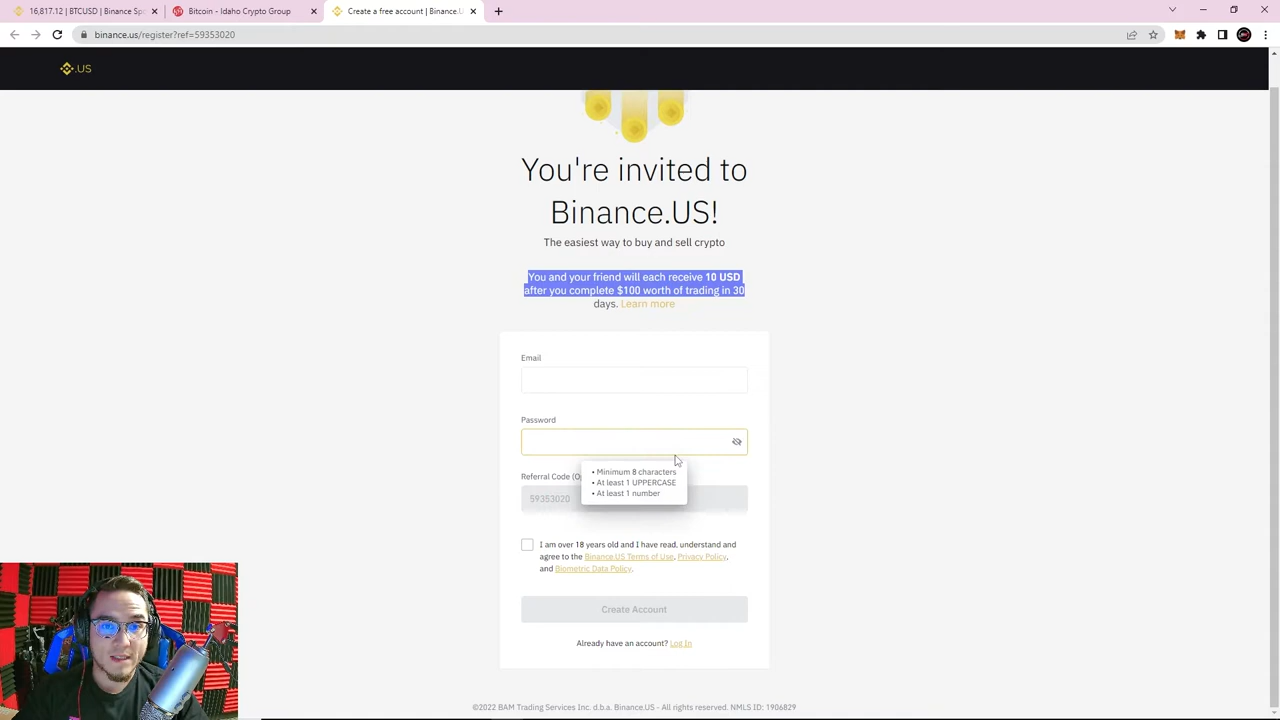 16,817.12 | BTCUSD | Binance Sp
Bitcoin - Idaho Crypto Group
Create a free account | Binance.U
binance.us/register?ref=59353020
.US
You're invited to
Binance.US!
The easiest way to buy and sell crypto
You and your friend will each receive 10 USD
after you complete $100 worth of trading in 30
days. Learn more
Email
Password
• Minimum 8 characters
• At least 1 UPPERCASE
• At least 1 number
Referral Code (O
59353020
I am over 18 years old and I have read, understand and
agree to the Binance.US Terms of Use, Privacy Policy,
and Biometric Data Policy.
Create Account
Already have an account? Log In
©2022 BAM Trading Services Inc. d.b.a. Binance.US - All rights reserved. NMLS ID: 1906829